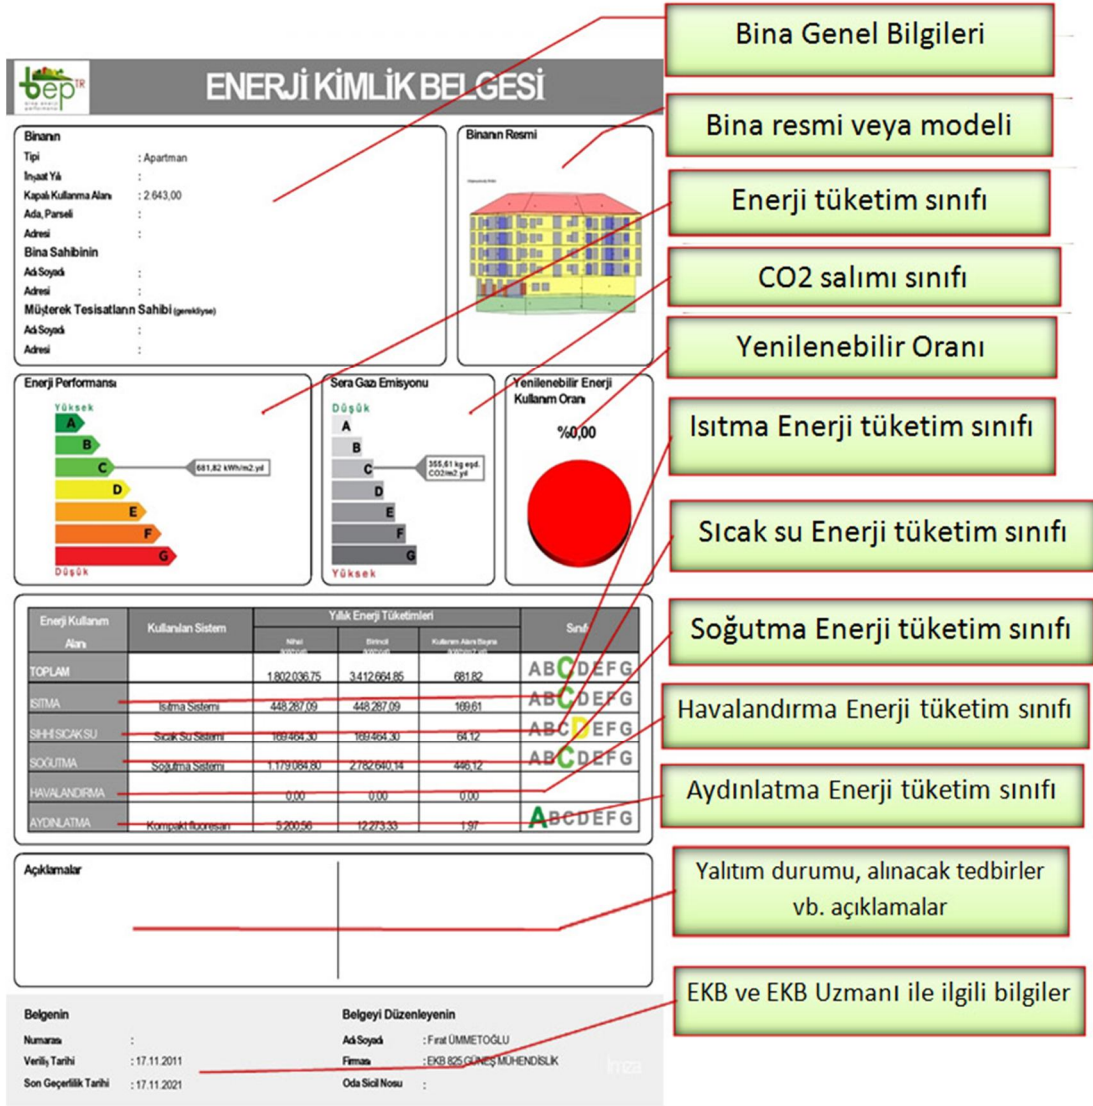 Bina Genel Bilgileri
bep TR
ENERJİ KİMLİK BELGESİ
Bina resmi veya modeli
Binanın
Tipi : Apartman
İnşaat Yılı :
Kapalı Kullanma Alanı : 2.643,00
Ada, Parseli :
Adresi :
Bina Sahibinin
Adı Soyadı :
Adresi :
Müşterek Tesisatların Sahibi (gerekliyse)
Adı Soyadı :
Adresi :
Binanın Resmi
Enerji tüketim sınıfı
CO2 salımı sınıfı
Yenilenebilir Oranı
Enerji Performansı
Yüksek
A
B
C 681,82 kWh/m2.yıl
D
E
F
G
Düşük
Sera Gazı Emisyonu
Düşük
A
B
C 355,61 kg eşd.
CO2/m2.yıl
D
E
F
G
Yüksek
Yenilenebilir Enerji
Kullanım Oranı
%0,00
Isıtma Enerji tüketim sınıfı
Sıcak su Enerji tüketim sınıfı
Soğutma Enerji tüketim sınıfı
Havalandırma Enerji tüketim sınıfı
Aydınlatma Enerji tüketim sınıfı
Enerji Kullanım
Alanı
Kullanılan Sistem
Yıllık Enerji Tüketimleri
Sınıfı
Nihai
Birincil
Kullanım Alanı Başına
TOPLAM 1.802.036.75 3.412.664.85 681,82 ABCDEFG
ISITMA Isıtma Sistemi 448.287,09 448.287,09 169,61 ABCDEFG
SIHHİ SICAK SU Sıcak Su Sistemi 169.464.30 169.464.30 64,12 ABCDEFG
SOĞUTMA Soğutma Sistemi 1.179.084,80 2.782.640,14 446,12 ABCDEFG
HAVALANDIRMA 0,00 0,00 0,00
AYDINLATMA Kompakt fluoresan 5.200,56 12.273,33 1,97 ABCDEFG
Açıklamalar
Yalıtım durumu, alınacak tedbirler
vb. açıklamalar
EKB ve EKB Uzmanı ile ilgili bilgiler
Belgenin
Numarası :
Veriliş Tarihi : 17.11.2011
Son Geçerlilik Tarihi : 17.11.2021
Belgeyi Düzenleyenin
Adı Soyadı : Fırat ÜMMETOĞLU
Firması : EKB 825 GÜNEŞ MÜHENDİSLİK
Oda Sicil Nosu :
İmza